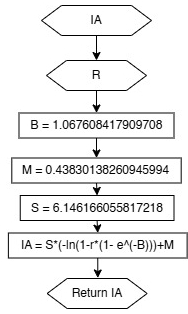 IA
R
B = 1.067608417909708
M = 0.43830138260945994
S = 6.146166055817218
IA = S*(-ln(1-r*(1- e^(-B)))+M
Return IA